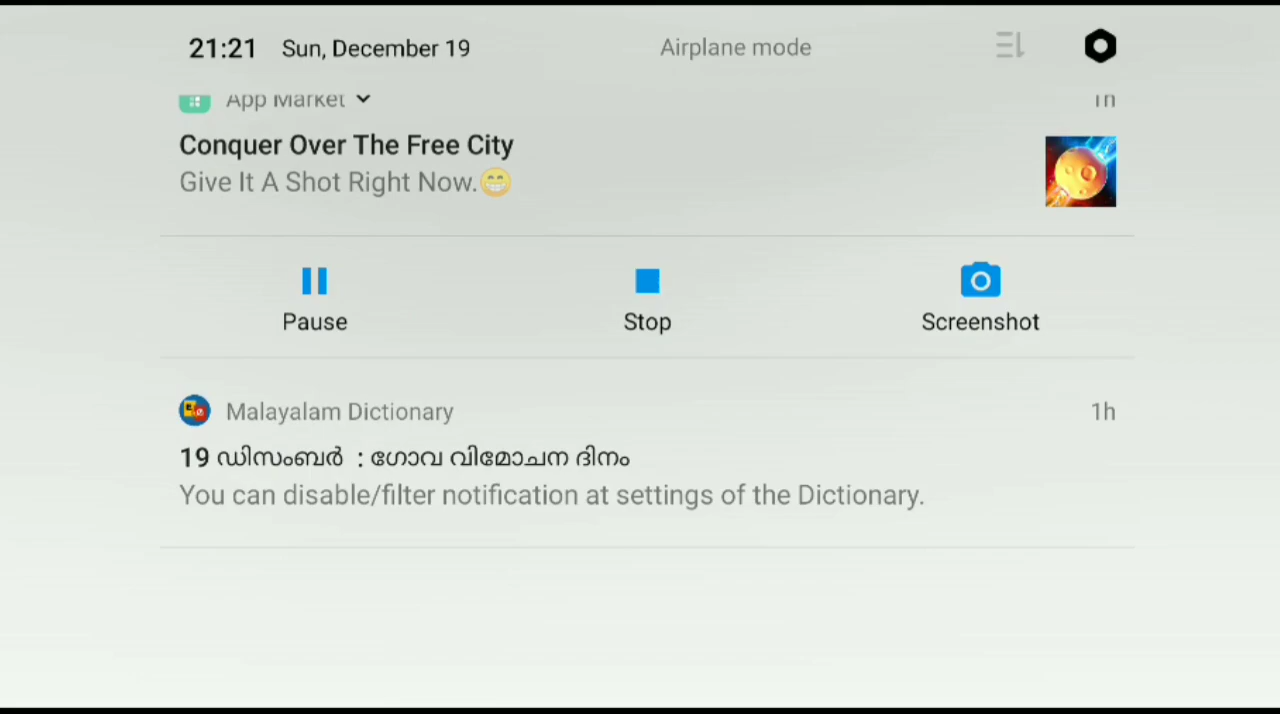 21:21 Sun, December 19 Airplane mode
App Market 1h
Conquer Over The Free City
Give It A Shot Right Now.😁
Pause Stop Screenshot
Malayalam Dictionary 1h
19 ഡിസംബർ : ഗോവ വിമോചന ദിനം
You can disable/filter notification at settings of the Dictionary.